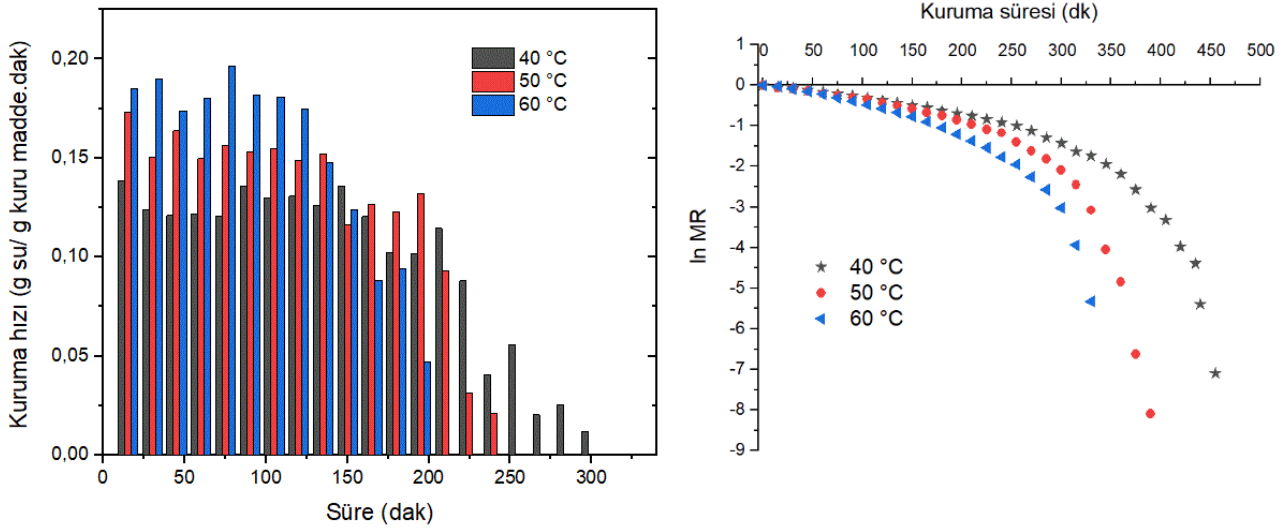 0,20
0,15
0,10
0,05
0,00
Kuruma hızı (g su/ g kuru madde.dak)
40 °C
50 °C
60 °C
0 50 100 150 200 250 300
Süre (dak)
Kuruma süresi (dk)
0 50 100 150 200 250 300 350 400 450 500
1
0
-1
-2
-3
-4
-5
-6
-7
-8
-9
ln MR
40 °C
50 °C
60 °C